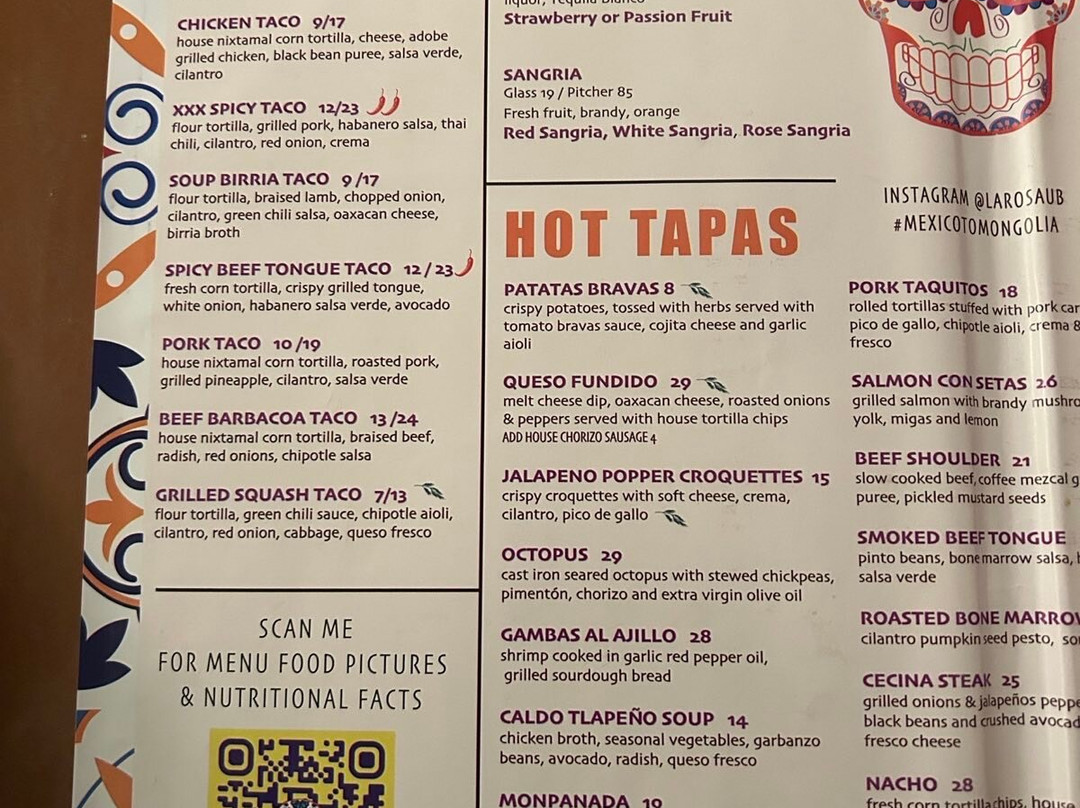 CHICKEN TACO 9/17
house nixtamal corn tortilla, cheese, adobe
grilled chicken, black bean puree, salsa verde,
cilantro
XXX SPICY TACO 12/23
flour tortilla, grilled pork, habanero salsa, thai
chili, cilantro, red onion, crema
SOUP BIRRIA TACO 9/17
flour tortilla, braised lamb, chopped onion,
cilantro, green chili salsa, oaxacan cheese,
birria broth
SPICY BEEF TONGUE TACO 12/23
fresh corn tortilla, crispy grilled tongue,
white onion, habanero salsa verde, avocado
PORK TACO 10/19
house nixtamal corn tortilla, roasted pork,
grilled pineapple, cilantro, salsa verde
BEEF BARBACOA TACO 13/24
house nixtamal corn tortilla, braised beef,
radish, red onions, chipotle salsa
GRILLED SQUASH TACO 7/13
flour tortilla, green chili sauce, chipotle aioli,
cilantro, red onion, cabbage, queso fresco
SCAN ME
FOR MENU FOOD PICTURES
& NUTRITIONAL FACTS
liquor, Tequila Blanco
Strawberry or Passion Fruit
SANGRIA
Glass 19 / Pitcher 85
Fresh fruit, brandy, orange
Red Sangria, White Sangria, Rose Sangria
INSTAGRAM @LAROSAUB
#MEXICOTOMONGOLIA
HOT TAPAS
PATATAS BRAVAS 8
crispy potatoes, tossed with herbs served with
tomato bravas sauce, cojita cheese and garlic
aioli
QUESO FUNDIDO 29
melt cheese dip, oaxacan cheese, roasted onions
& peppers served with house tortilla chips
ADD HOUSE CHORIZO SAUSAGE 4
JALAPENO POPPER CROQUETTES 15
crispy croquettes with soft cheese, crema,
cilantro, pico de gallo
OCTOPUS 29
cast iron seared octopus with stewed chickpeas,
pimentón, chorizo and extra virgin olive oil
GAMBAS AL AJILLO 28
shrimp cooked in garlic red pepper oil,
grilled sourdough bread
CALDO TLAPEÑO SOUP 14
chicken broth, seasonal vegetables, garbanzo
beans, avocado, radish, queso fresco
MONPANADA 19
PORK TAQUITOS 18
rolled tortillas stuffed with pork car
pico de gallo, chipotle aioli, crema &
fresco
SALMON CON SETAS 26
grilled salmon with brandy mushro
yolk, migas and lemon
BEEF SHOULDER 21
slow cooked beef, coffee mezcal g
puree, pickled mustard seeds
SMOKED BEEF TONGUE
pinto beans, bone marrow salsa,
salsa verde
ROASTED BONE MARROW
cilantro pumpkin seed pesto, so
CECINA STEAK 25
grilled onions & jalapeños peppe
black beans and crushed avocad
fresco cheese
NACHO 28
fresh corn tortilla chips, house